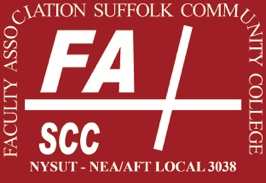 FACULTY ASSOCIATION SUFFOLK COMMUNITY COLLEGE
FA
SCC
NYSUT - NEA/AFT LOCAL 3038